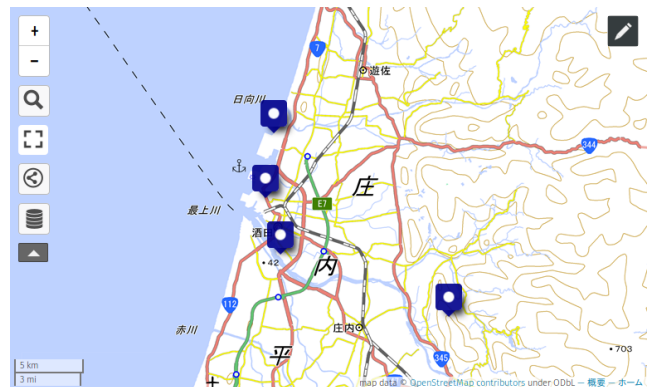 +
−
7
遊佐
日向川
344
庄
最上川
E7
酒田
42
内
112
赤川
庄内
平
345
703
5 km
3 mi
map data © OpenStreetMap contributors under ODbL — 概要 — ホーム